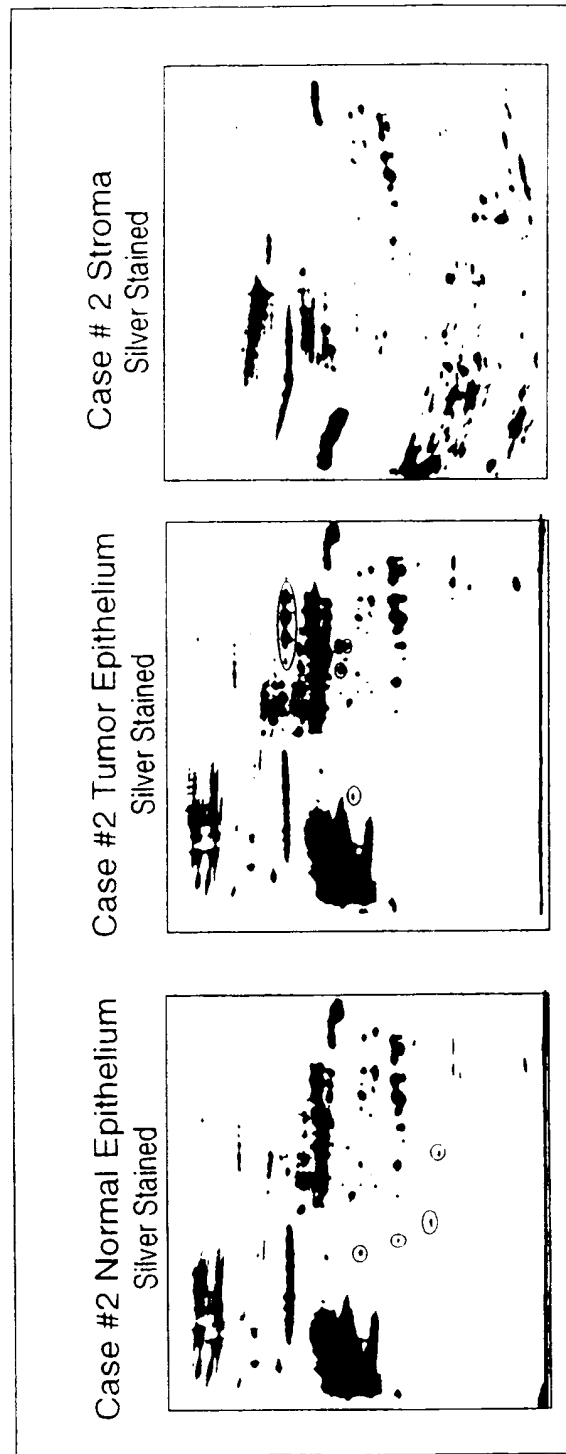 Case #2 Normal Epithelium
Silver Stained
Case #2 Tumor Epithelium
Silver Stained
Case # 2 Stroma
Silver Stained